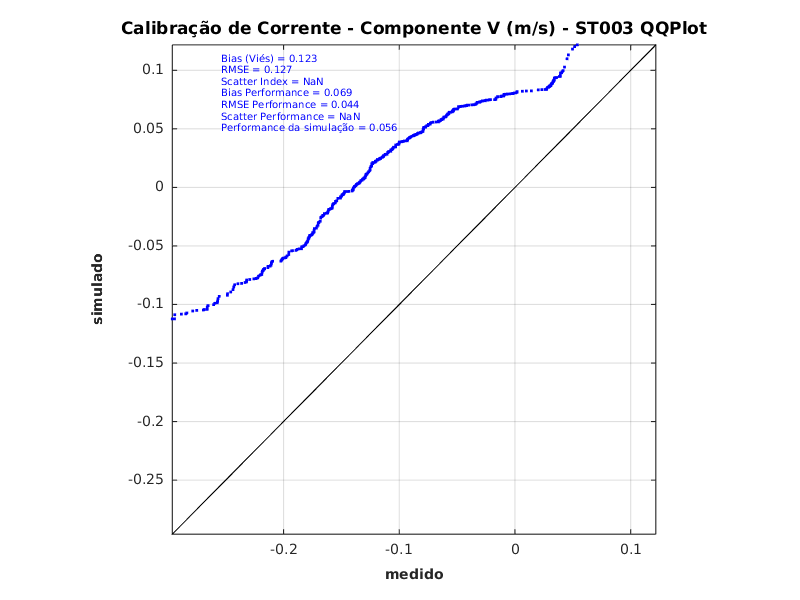 Calibração de Corrente - Componente V (m/s) - ST003 QQPlot
Bias (Viés) = 0.123
RMSE = 0.127
Scatter Index = NaN
Bias Performance = 0.069
RMSE Performance = 0.044
Scatter Performance = NaN
Performance da simulação = 0.056
0.1
0.05
0
-0.05
-0.1
-0.15
-0.2
-0.25
simulado
-0.2
-0.1
0
0.1
medido